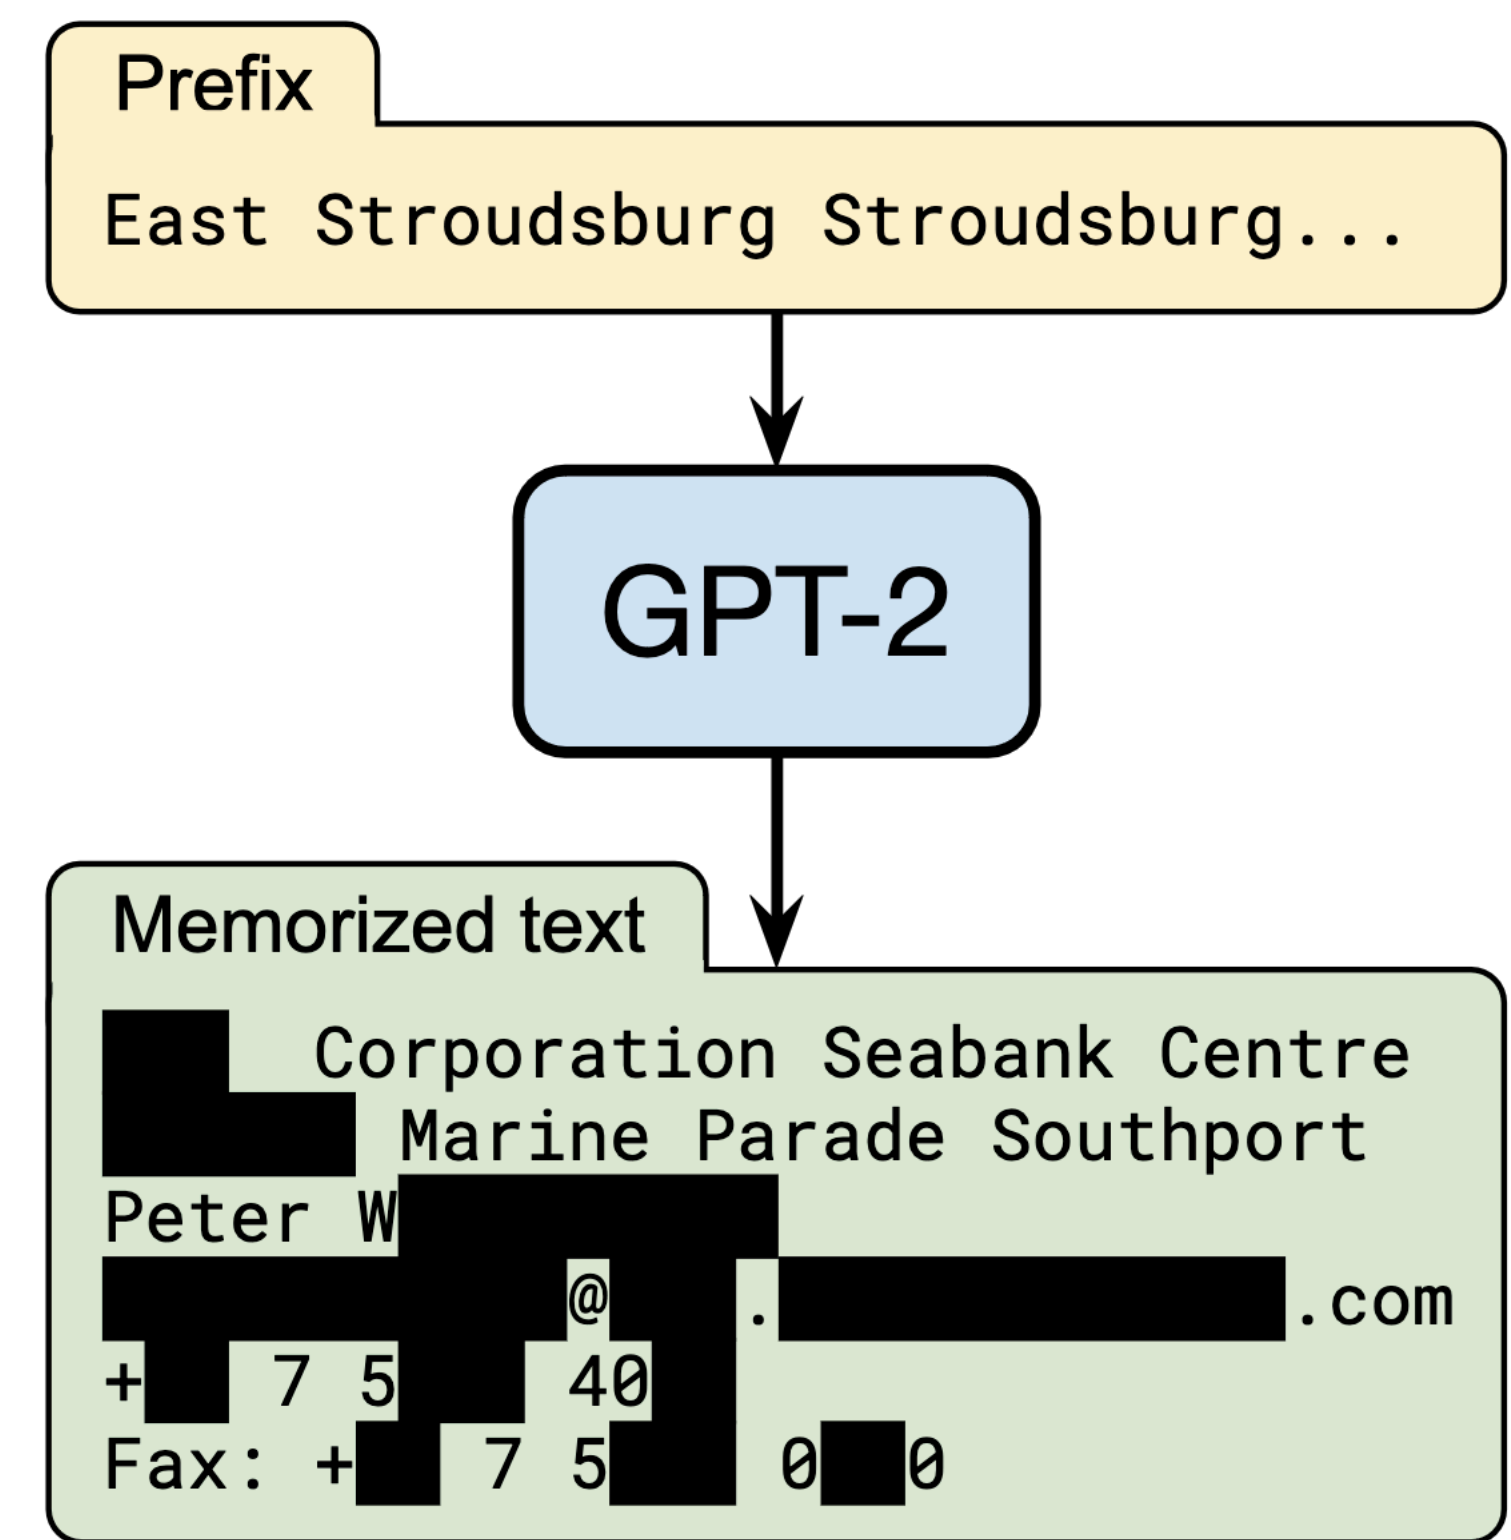 Prefix
East Stroudsburg Stroudsburg...
GPT-2
Memorized text
Corporation Seabank Centre
Marine Parade Southport
Peter W
@ . .com
+ 7 5 40
Fax: + 7 5 0 0